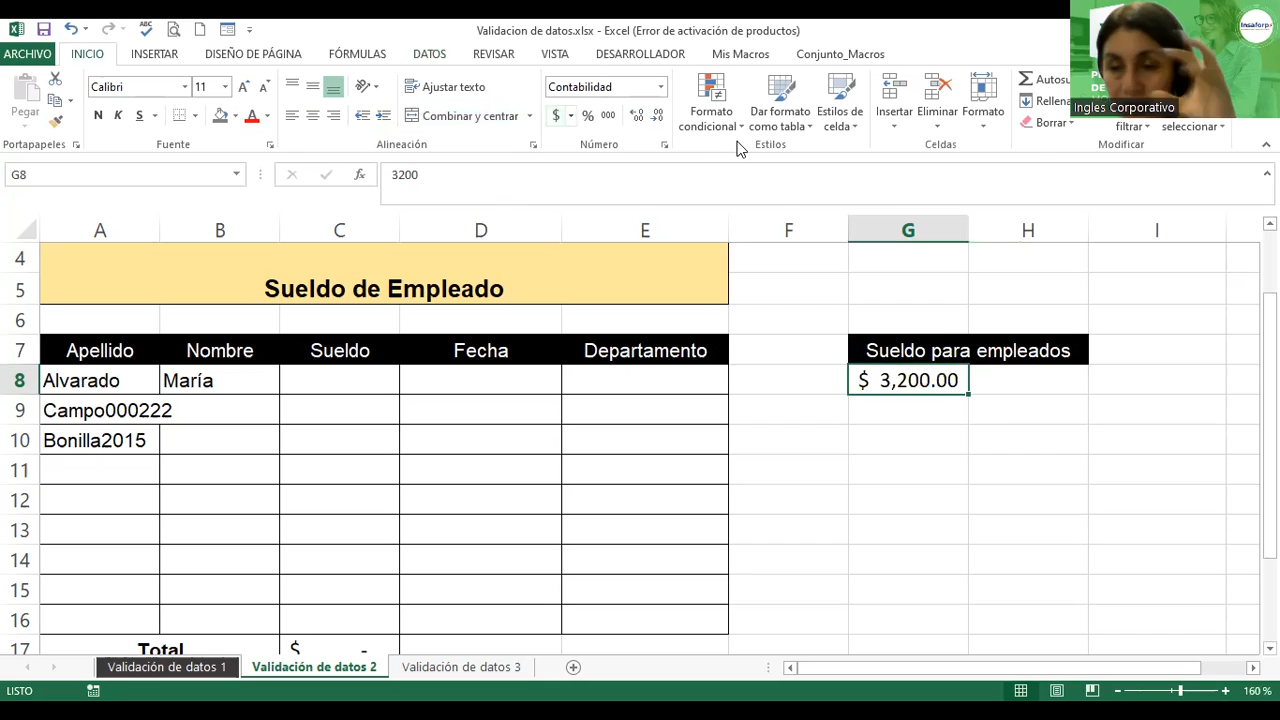 Validacion de datos.xlsx - Excel (Error de activación de productos)
Insaforp
ARCHIVO INICIO INSERTAR DISEÑO DE PÁGINA FÓRMULAS DATOS REVISAR VISTA DESARROLLADOR Mis Macros Conjunto_Macros
Pegar
Portapapeles
Calibri 11
N K S
Fuente
Ajustar texto
Combinar y centrar
Alineación
Contabilidad
$ % 000
Número
Formato condicional
Dar formato como tabla
Estilos de celda
Estilos
Insertar Eliminar Formato
Celdas
Autosu
Rellena
Borrar
filtrar seleccionar
Modificar
Ingles Corporativo
G8 fx 3200
A B C D E F G H I
4
5 Sueldo de Empleado
6
7 Apellido Nombre Sueldo Fecha Departamento Sueldo para empleados
8 Alvarado María $ 3,200.00
9 Campo000222
10 Bonilla2015
11
12
13
14
15
16
17 Total $ -
Validación de datos 1 Validación de datos 2 Validación de datos 3
LISTO 160 %